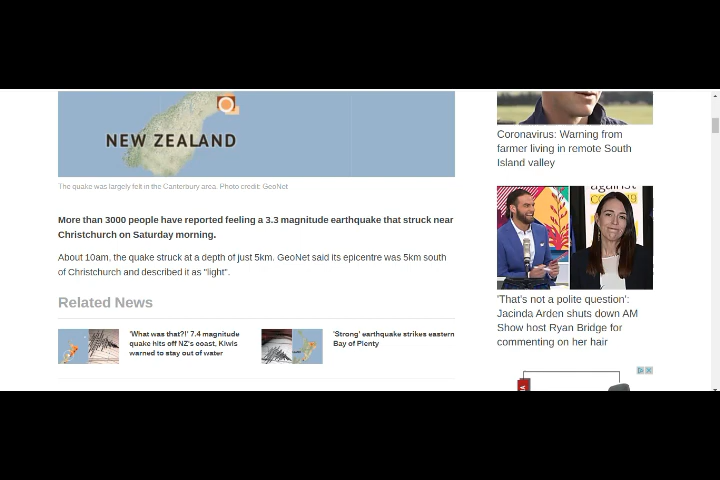 NEW ZEALAND
The quake was largely felt in the Canterbury area. Photo credit: GeoNet
More than 3000 people have reported feeling a 3.3 magnitude earthquake that struck near
Christchurch on Saturday morning.
About 10am, the quake struck at a depth of just 5km. GeoNet said its epicentre was 5km south
of Christchurch and described it as "light".
Related News
'What was that?!' 7.4 magnitude
quake hits off NZ's coast, Kiwis
warned to stay out of water
'Strong' earthquake strikes eastern
Bay of Plenty
Coronavirus: Warning from
farmer living in remote South
Island valley
against
'That's not a polite question':
Jacinda Arden shuts down AM
Show host Ryan Bridge for
commenting on her hair